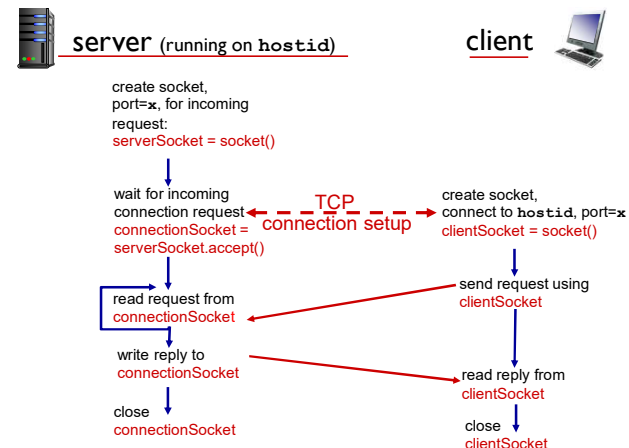 server (running on hostid)
client
create socket,
port=x, for incoming
request:
serverSocket = socket()
wait for incoming
connection request
connectionSocket =
serverSocket.accept()
TCP
connection setup
create socket,
connect to hostid, port=x
clientSocket = socket()
read request from
connectionSocket
send request using
clientSocket
write reply to
connectionSocket
read reply from
clientSocket
close
connectionSocket
close
clientSocket